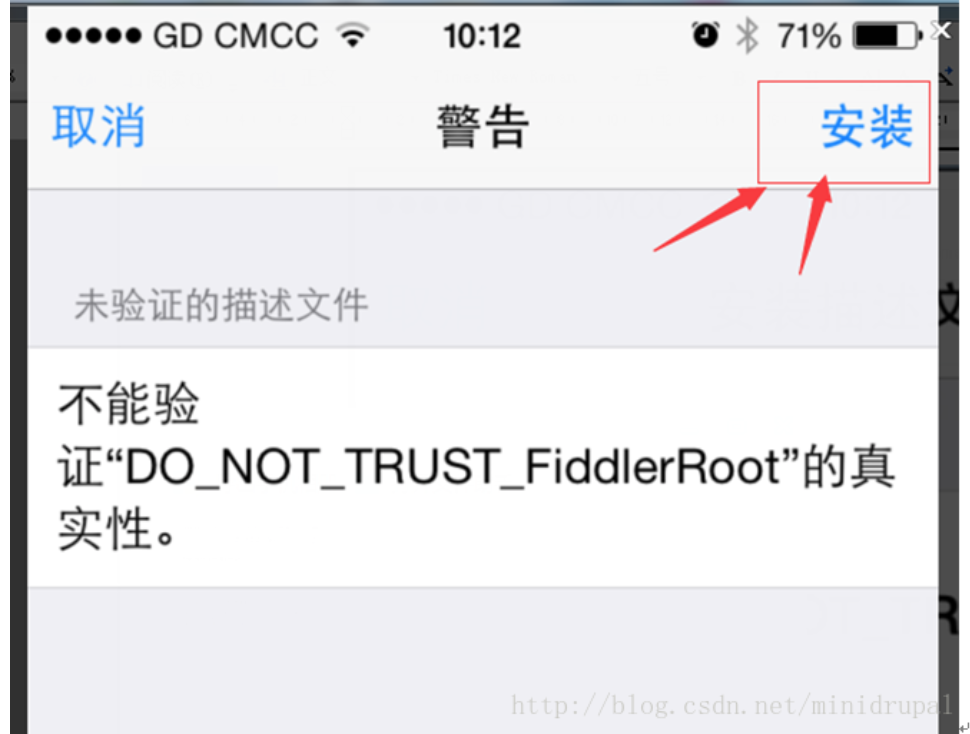 GD CMCC 10:12 71%
取消 警告 安装
未验证的描述文件
不能验
证“DO_NOT_TRUST_FiddlerRoot”的真
实性。
http://blog.csdn.net/minidrupal